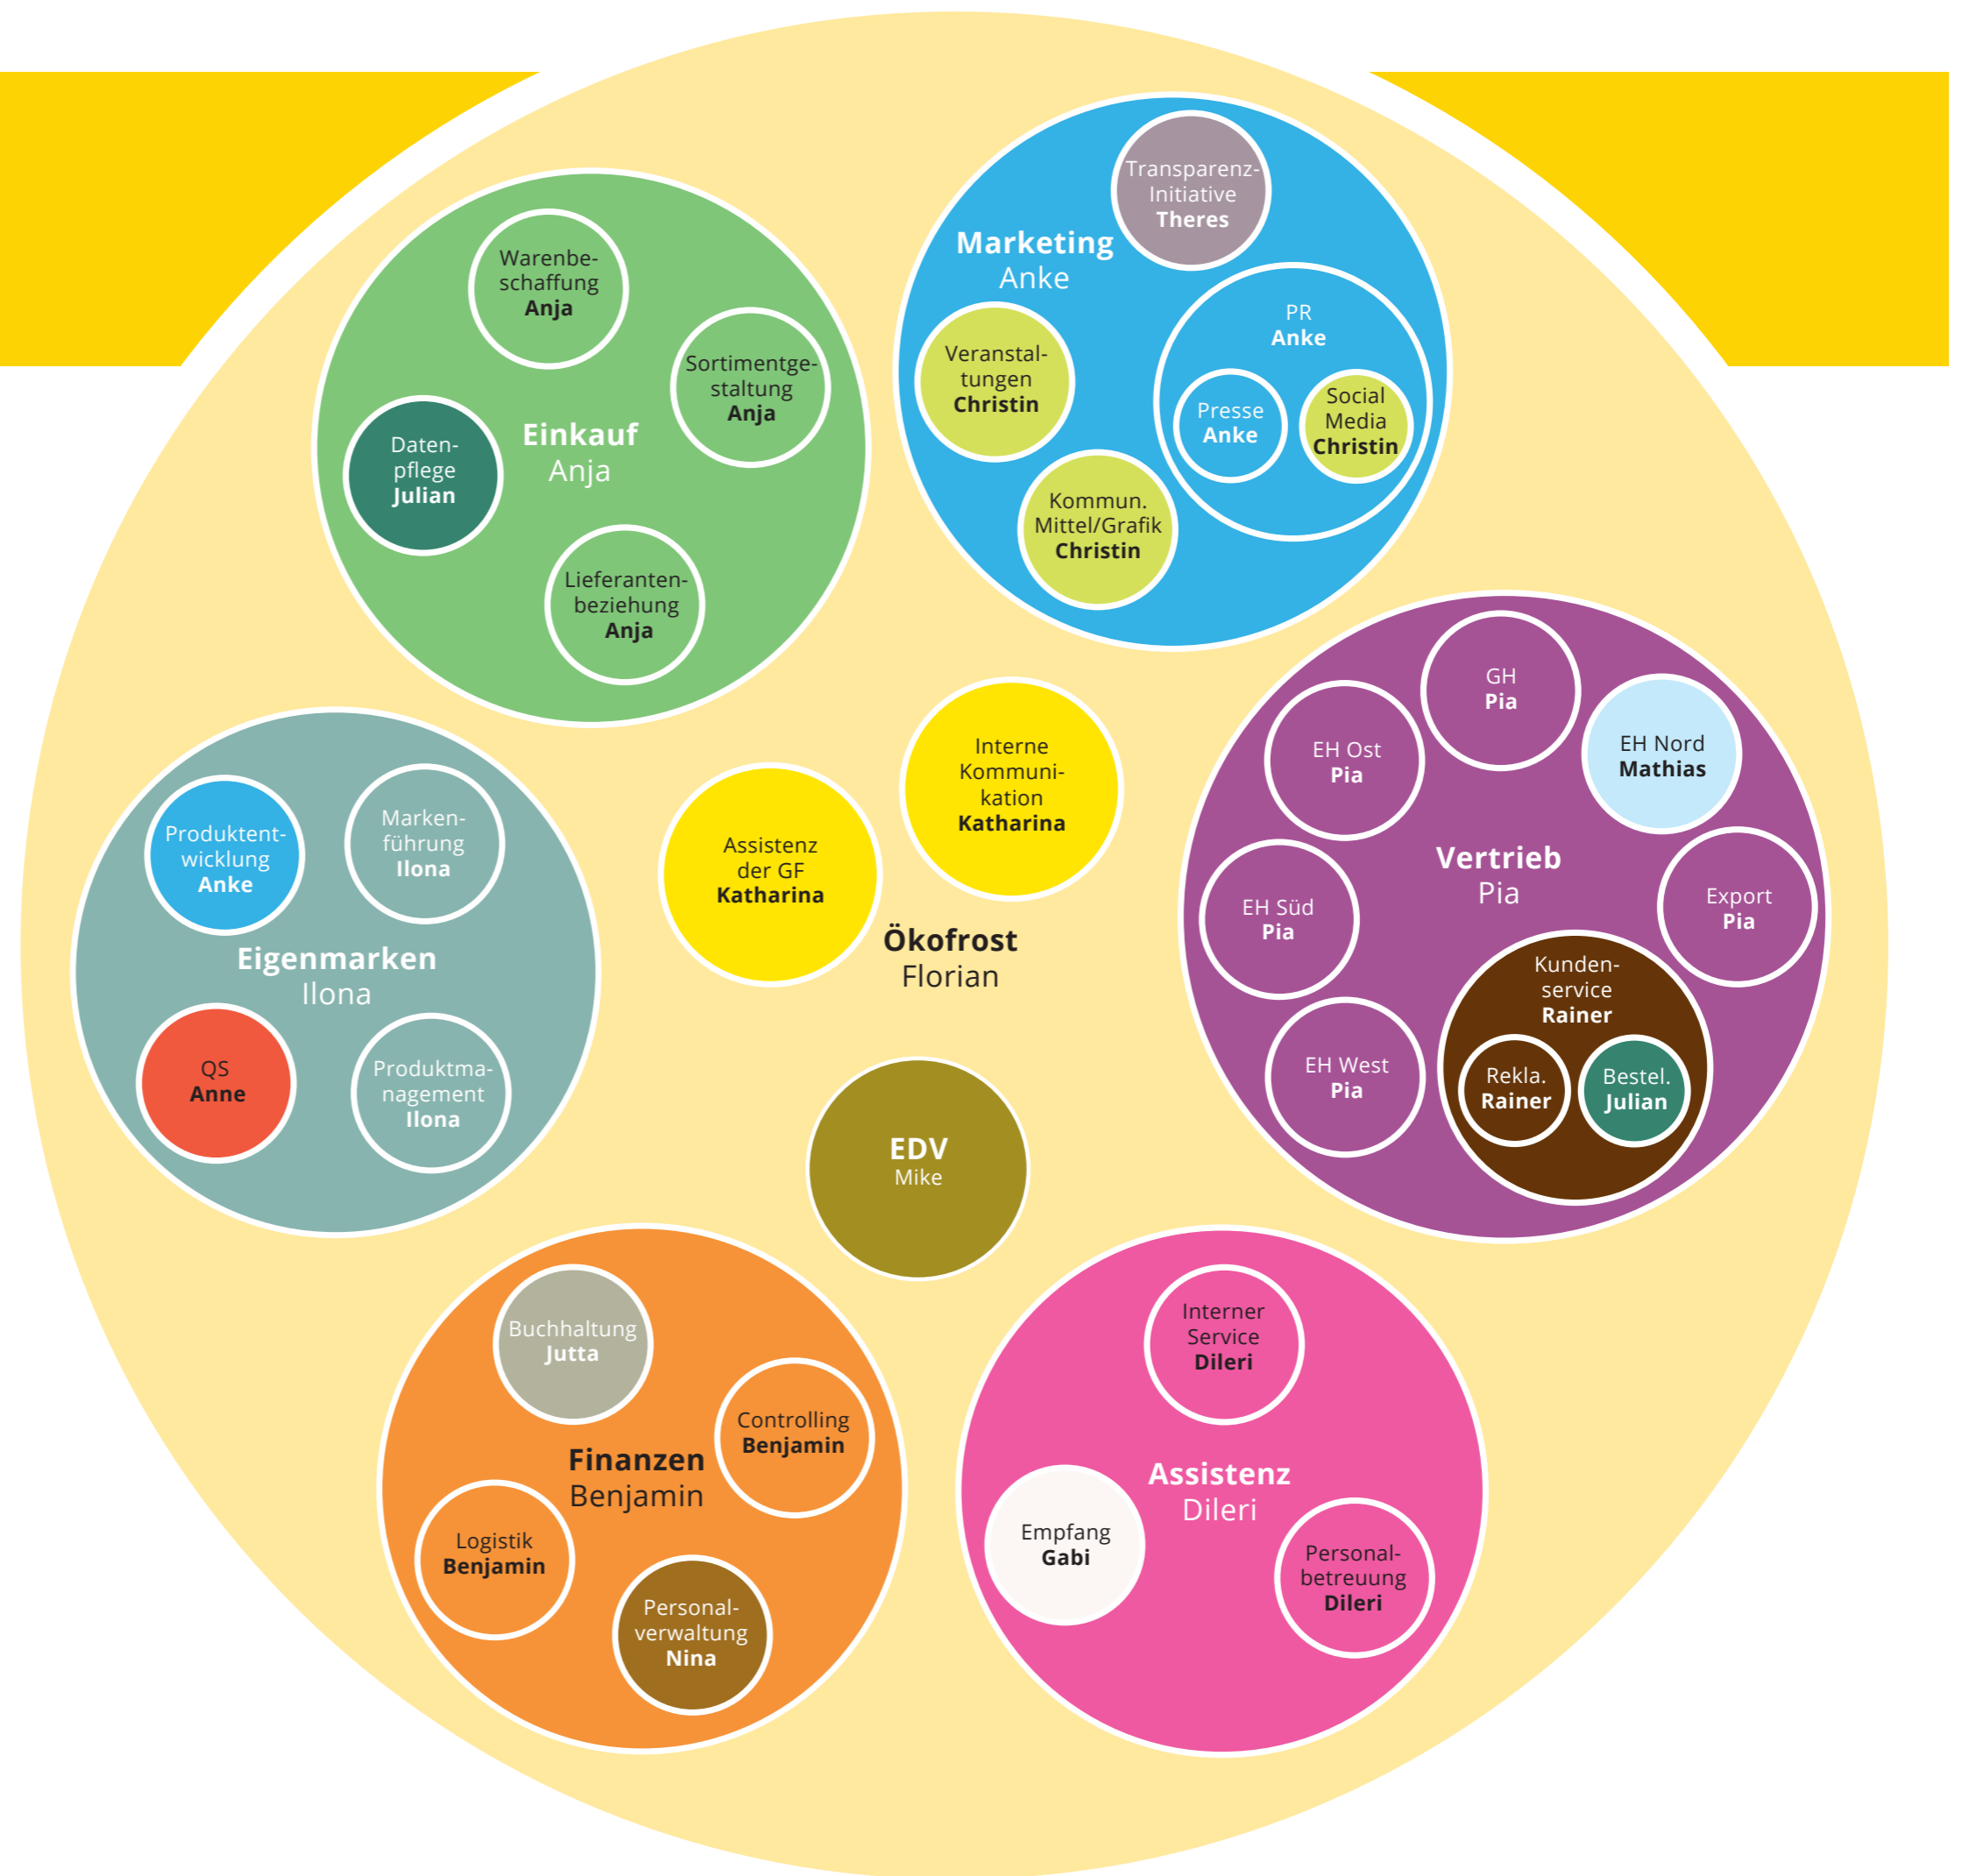 Transparenz-
Initiative
Theres
Marketing
Anke
PR
Anke
Veranstal-
tungen
Christin
Presse
Anke
Social
Media
Christin
Kommun.
Mittel/Grafik
Christin
Warenbe-
schaffung
Anja
Sortimentge-
staltung
Anja
Einkauf
Anja
Daten-
pflege
Julian
Lieferanten-
beziehung
Anja
GH
Pia
EH Nord
Mathias
EH Ost
Pia
Vertrieb
Pia
Export
Pia
EH Süd
Pia
Kunden-
service
Rainer
EH West
Pia
Rekla.
Rainer
Bestel.
Julian
Interne
Kommuni-
kation
Katharina
Assistenz
der GF
Katharina
Ökofrost
Florian
Produktent-
wicklung
Anke
Marken-
führung
Ilona
Eigenmarken
Ilona
QS
Anne
Produktma-
nagement
Ilona
EDV
Mike
Buchhaltung
Jutta
Controlling
Benjamin
Finanzen
Benjamin
Logistik
Benjamin
Personal-
verwaltung
Nina
Interner
Service
Dileri
Assistenz
Dileri
Empfang
Gabi
Personal-
betreuung
Dileri